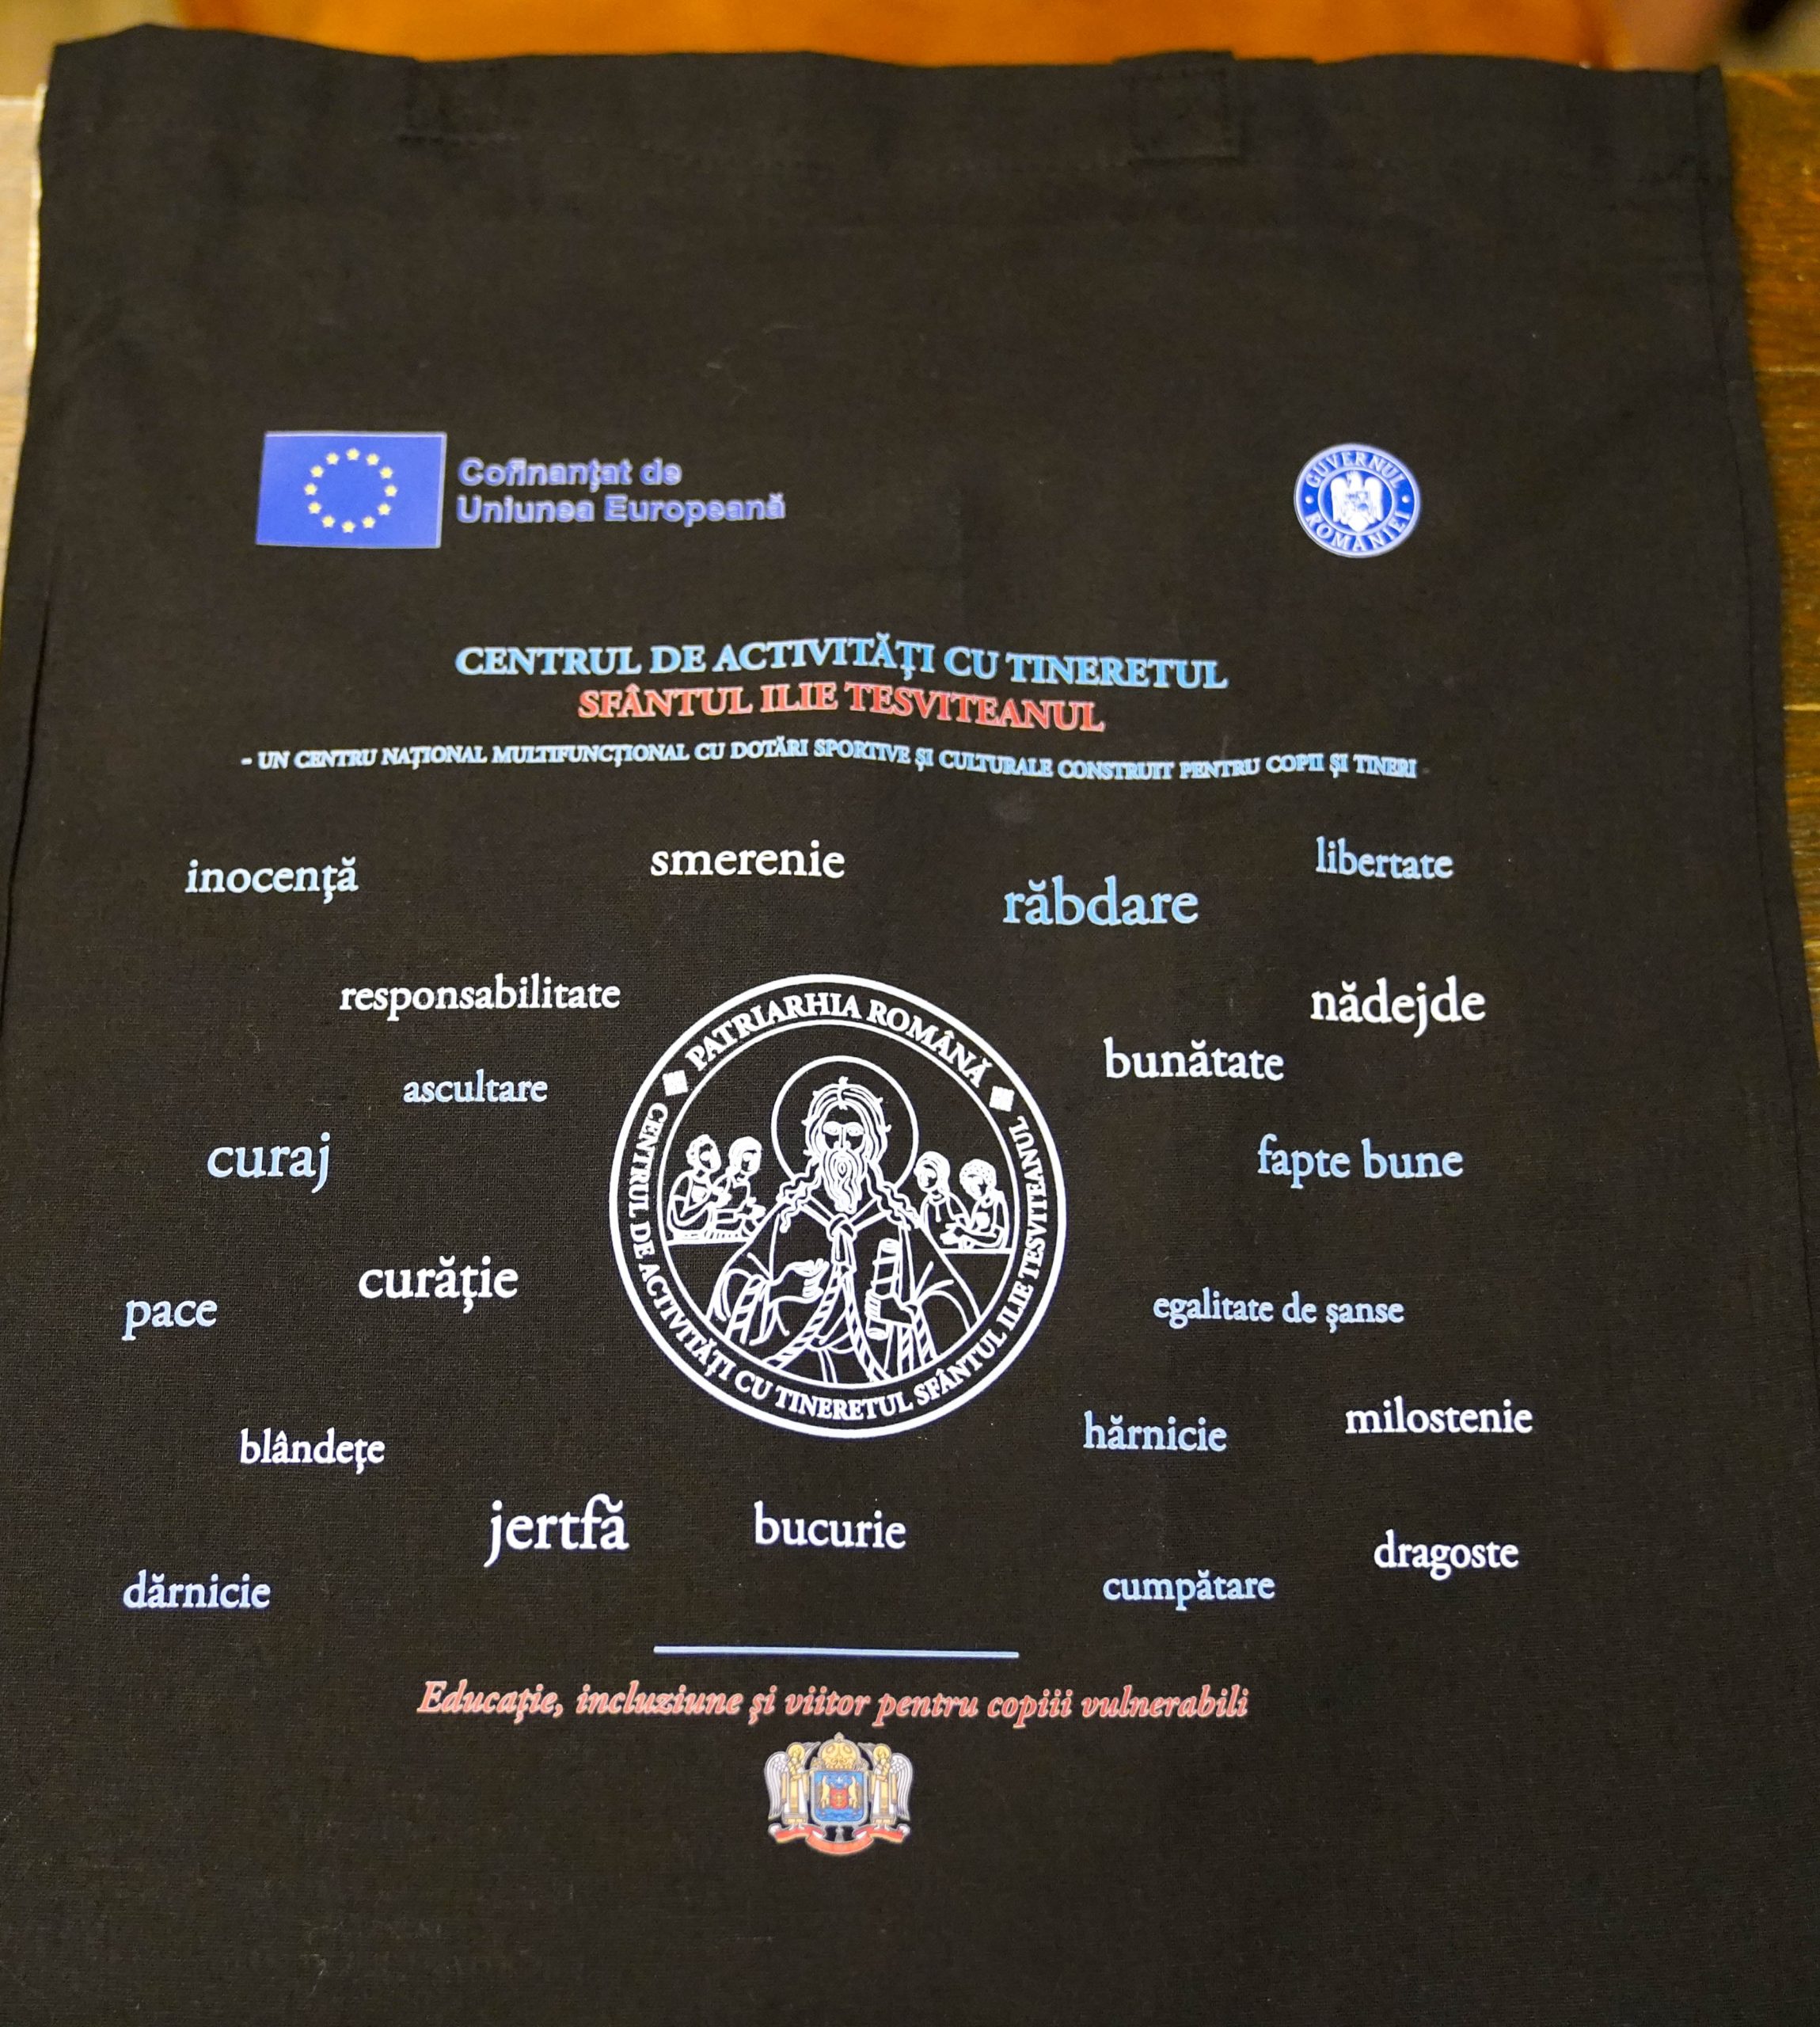 Cofinanțat de
Uniunea Europeană
GUVERNUL ROMÂNIEI
CENTRUL DE ACTIVITĂȚI CU TINERETUL
SFÂNTUL ILIE TESVITEANUL
- UN CENTRU NAȚIONAL MULTIFUNCȚIONAL CU DOTĂRI SPORTIVE ȘI CULTURALE CONSTRUIT PENTRU COPII ȘI TINERI -
inocență
smerenie
răbdare
libertate
responsabilitate
nădejde
bunătate
ascultare
curaj
fapte bune
PATRIARHIA ROMÂNĂ
CENTRUL DE ACTIVITĂȚI CU TINERETUL SFÂNTUL ILIE TESVITEANUL
curăție
pace
egalitate de șanse
blândețe
hărnicie
milostenie
jertfă
bucurie
dragoste
dărnicie
cumpătare
Educație, incluziune și viitor pentru copiii vulnerabili